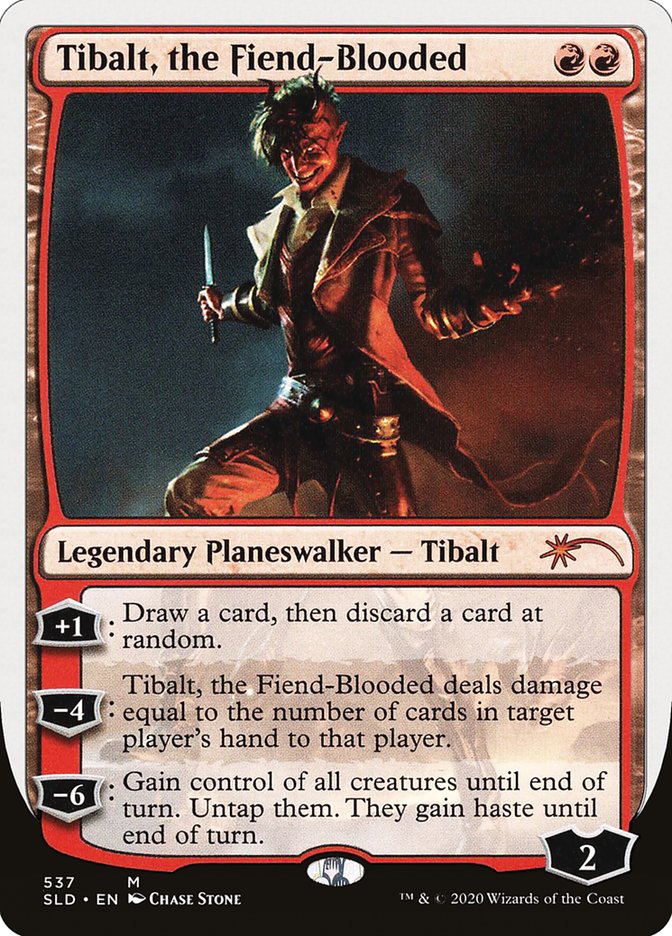 Tibalt, the Fiend-Blooded
Legendary Planeswalker — Tibalt
+1 : Draw a card, then discard a card at
random.
−4 : Tibalt, the Fiend-Blooded deals damage
equal to the number of cards in target
player's hand to that player.
−6 : Gain control of all creatures until end of
turn. Untap them. They gain haste until
end of turn.
2
537 M
SLD • EN Chase Stone
™ & © 2020 Wizards of the Coast